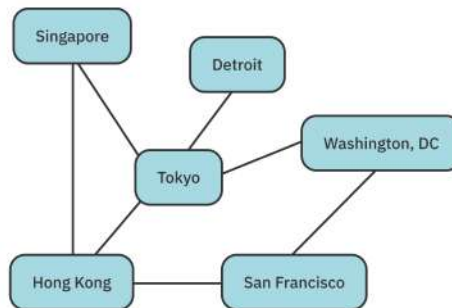 Singapore
Detroit
Washington, DC
Tokyo
Hong Kong
San Francisco